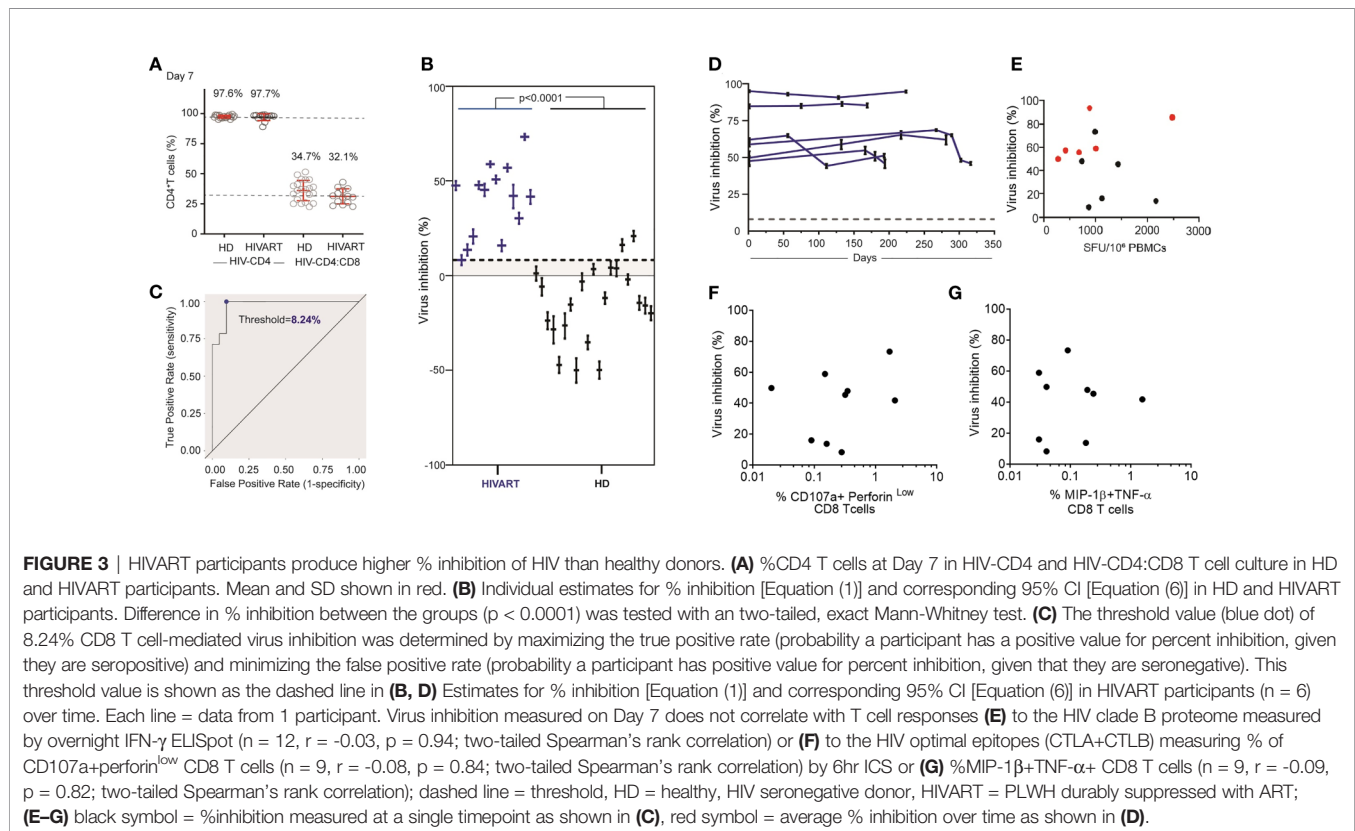 A
Day 7
97.6% 97.7%
34.7% 32.1%
CD4⁺T cells (%)
100
75
50
25
0
HD HIVART HD HIVART
HIV-CD4 HIV-CD4:CD8
B
p<0.0001
Virus inhibition (%)
100
50
0
-50
-100
HIVART HD
C
Threshold=8.24%
True Positive Rate (sensitivity)
1.00
0.75
0.50
0.25
0.00
0.00 0.25 0.50 0.75 1.00
False Positive Rate (1-specificity)
D
Virus inhibition (%)
100
75
50
25
0
0 50 100 150 200 250 300 350
Days
E
Virus inhibition (%)
100
80
60
40
20
0
0 1000 2000 3000
SFU/10⁶ PBMCs
F
Virus inhibition (%)
100
80
60
40
20
0
0.01 0.1 1 10
% CD107a+ Perforin Low
CD8 Tcells
G
Virus inhibition (%)
100
80
60
40
20
0
0.01 0.1 1 10
% MIP-1β+TNF-α
CD8 T cells
FIGURE 3 | HIVART participants produce higher % inhibition of HIV than healthy donors. (A) %CD4 T cells at Day 7 in HIV-CD4 and HIV-CD4:CD8 T cell culture in HD
and HIVART participants. Mean and SD shown in red. (B) Individual estimates for % inhibition [Equation (1)] and corresponding 95% CI [Equation (6)] in HD and HIVART
participants. Difference in % inhibition between the groups (p < 0.0001) was tested with an two-tailed, exact Mann-Whitney test. (C) The threshold value (blue dot) of
8.24% CD8 T cell-mediated virus inhibition was determined by maximizing the true positive rate (probability a participant has a positive value for percent inhibition, given
they are seropositive) and minimizing the false positive rate (probability a participant has positive value for percent inhibition, given that they are seronegative). This
threshold value is shown as the dashed line in (B, D) Estimates for % inhibition [Equation (1)] and corresponding 95% CI [Equation (6)] in HIVART participants (n = 6)
over time. Each line = data from 1 participant. Virus inhibition measured on Day 7 does not correlate with T cell responses (E) to the HIV clade B proteome measured
by overnight IFN-γ ELISpot (n = 12, r = -0.03, p = 0.94; two-tailed Spearman's rank correlation) or (F) to the HIV optimal epitopes (CTLA+CTLB) measuring % of
CD107a+perforinˡᵒʷ CD8 T cells (n = 9, r = -0.08, p = 0.84; two-tailed Spearman's rank correlation) by 6hr ICS or (G) %MIP-1β+TNF-α+ CD8 T cells (n = 9, r = -0.09,
p = 0.82; two-tailed Spearman's rank correlation); dashed line = threshold, HD = healthy, HIV seronegative donor, HIVART = PLWH durably suppressed with ART;
(E–G) black symbol = %inhibition measured at a single timepoint as shown in (C), red symbol = average % inhibition over time as shown in (D).